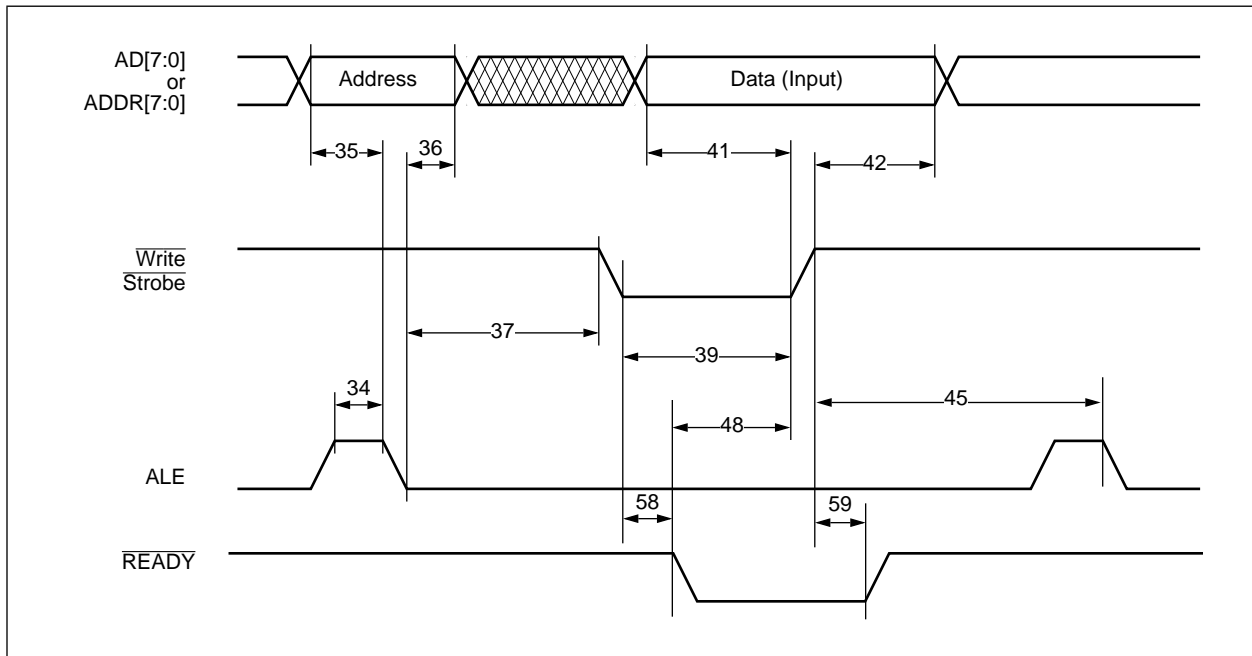 AD[7:0]
or
ADDR[7:0]
Address
Data (Input)
35
36
41
42
Write
Strobe
37
39
34
45
48
ALE
58
59
READY